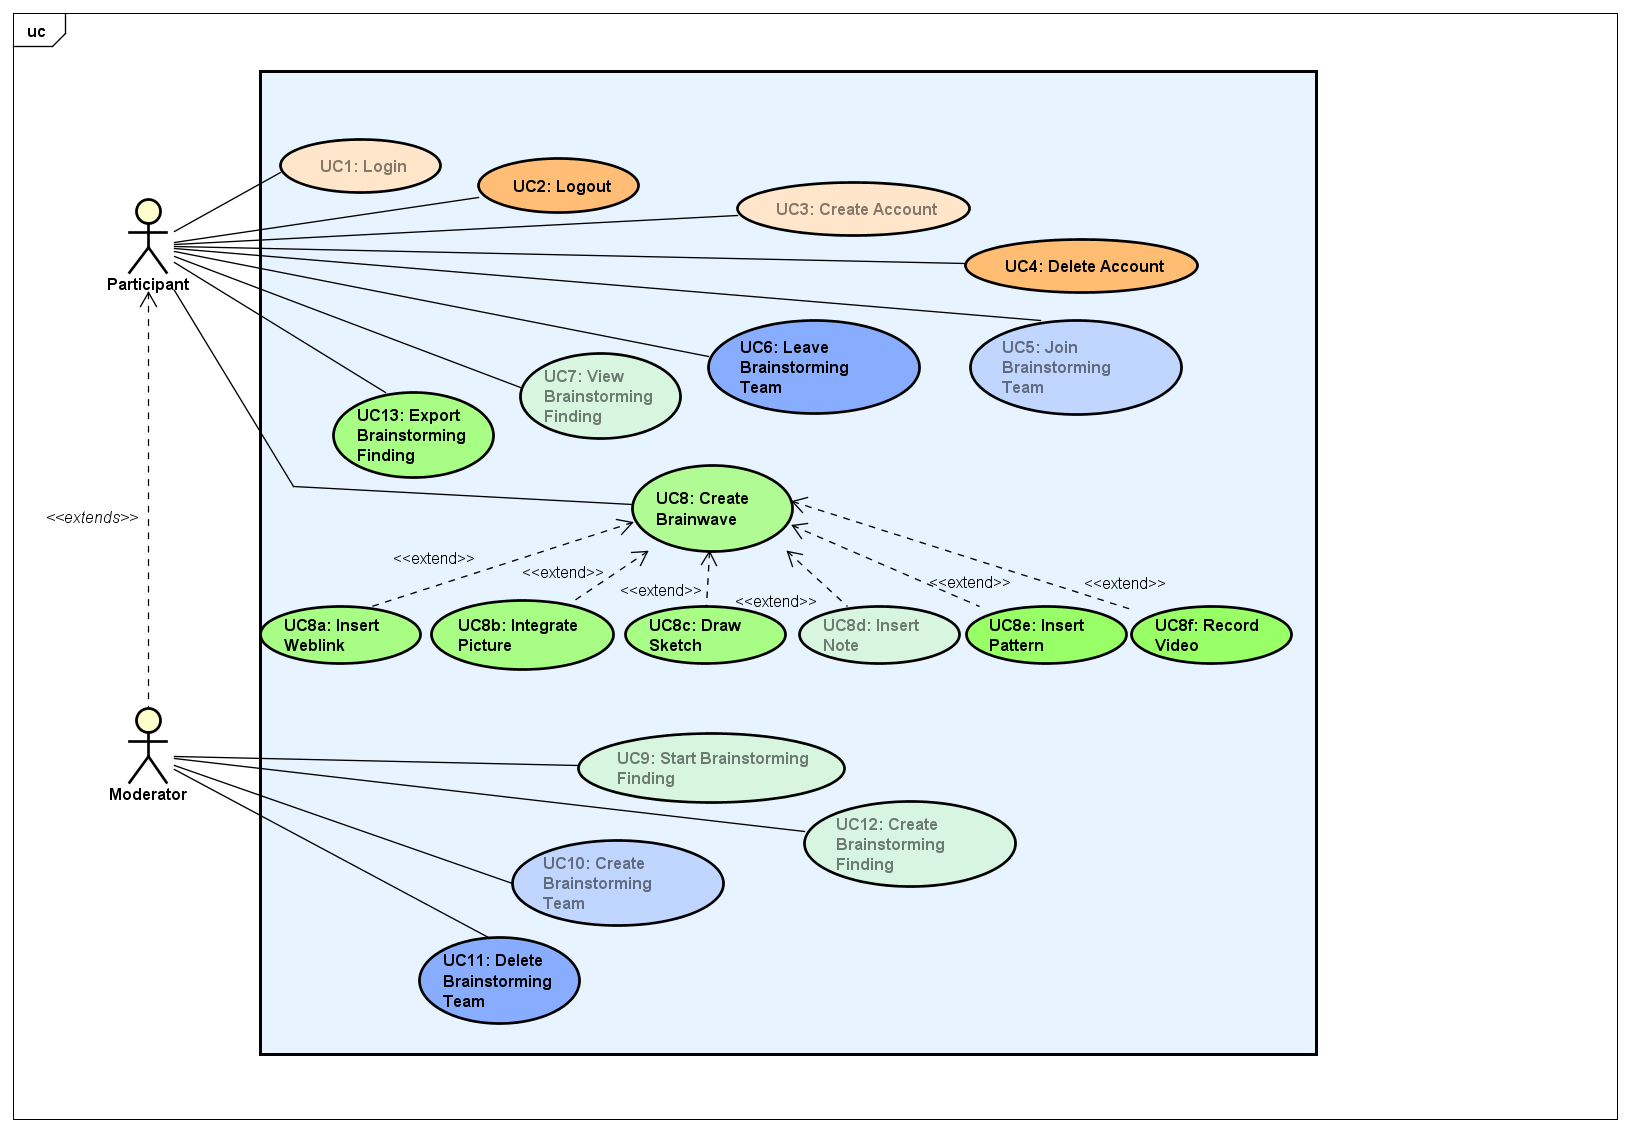 uc
UC1: Login
UC2: Logout
UC3: Create Account
UC4: Delete Account
Participant
UC5: Join
Brainstorming
Team
UC6: Leave
Brainstorming
Team
UC7: View
Brainstorming
Finding
UC13: Export
Brainstorming
Finding
UC8: Create
Brainwave
<<extends>>
<<extend>>
<<extend>>
<<extend>>
<<extend>>
<<extend>>
<<extend>>
UC8a: Insert
Weblink
UC8b: Integrate
Picture
UC8c: Draw
Sketch
UC8d: Insert
Note
UC8e: Insert
Pattern
UC8f: Record
Video
Moderator
UC9: Start Brainstorming
Finding
UC12: Create
Brainstorming
Finding
UC10: Create
Brainstorming
Team
UC11: Delete
Brainstorming
Team